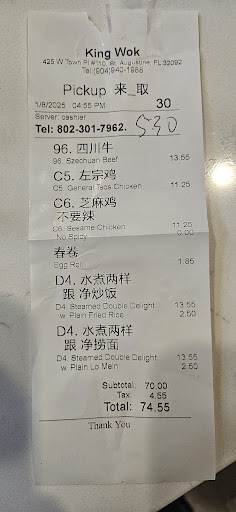 King Wok
425 W Town Pl #110, St. Augustine, FL 32092
Tel:(904)940-1988
Pickup 来_取
1/8/2025 04:55 PM 30
Server: cashier
Tel: 802-301-7962. 530
96. 四川牛
96. Szechuan Beef 13.55
C5. 左宗鸡
C5. General Tsos Chicken 11.25
C6. 芝麻鸡
不要辣
C6. Sesame Chicken 11.25
No Spicy 0.00
春卷
Egg Roll 1.85
D4. 水煮两样
跟 净炒饭
D4. Steamed Double Delight 13.55
w. Plain Fried Rice 2.50
D4. 水煮两样
跟 净捞面
D4. Steamed Double Delight 13.55
w. Plain Lo Mein 2.50
Subtotal: 70.00
Tax: 4.55
Total: 74.55
Thank You